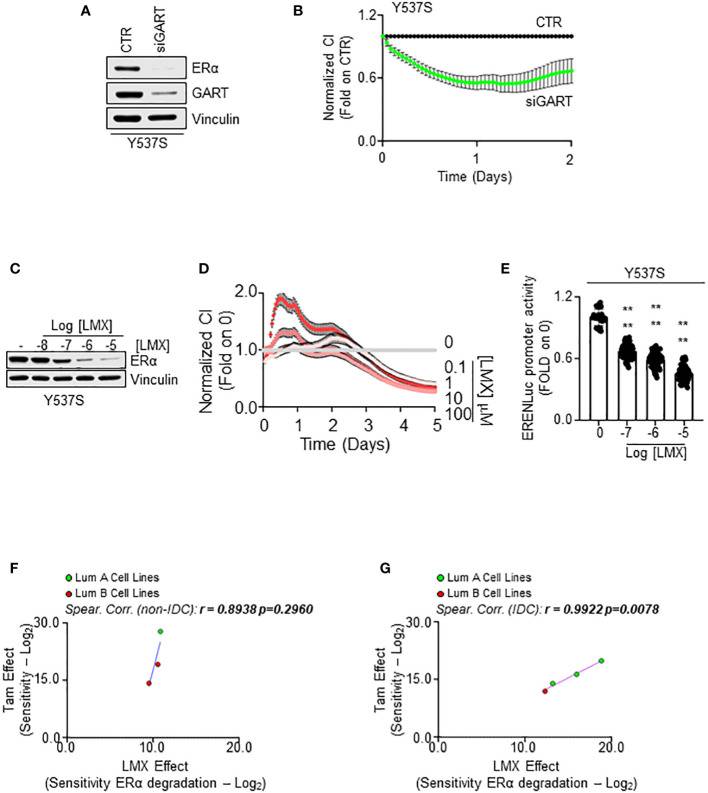 A
CTR
siGART
ERα
GART
Vinculin
Y537S
B
Y537S
Normalized CI
(Fold on CTR)
1.2
0.6
0.0
CTR
siGART
0
1
2
Time (Days)
C
Log [LMX]
- -8 -7 -6 -5 [LMX]
ERα
Vinculin
Y537S
D
Normalized CI
(Fold on 0)
2.0
1.0
0.0
0
0.1
1
10
100
[LMX] μM
0 1 2 3 4 5
Time (Days)
E
Y537S
ERENLuc promoter activity
(FOLD on 0)
1.2
0.6
0.0
** ** **
** ** **
0 -7 -6 -5
Log [LMX]
F
Lum A Cell Lines
Lum B Cell Lines
Spear. Corr. (non-IDC): r = 0.8938 p=0.2960
Tam Effect
(Sensitivity – Log2)
30.0
15.0
0.0
0.0 10.0 20.0
LMX Effect
(Sensitivity ERα degradation – Log2)
G
Lum A Cell Lines
Lum B Cell Lines
Spear. Corr. (IDC): r = 0.9922 p=0.0078
Tam Effect
(Sensitivity – Log2)
30.0
15.0
0.0
0.0 10.0 20.0
LMX Effect
(Sensitivity ERα degradation – Log2)